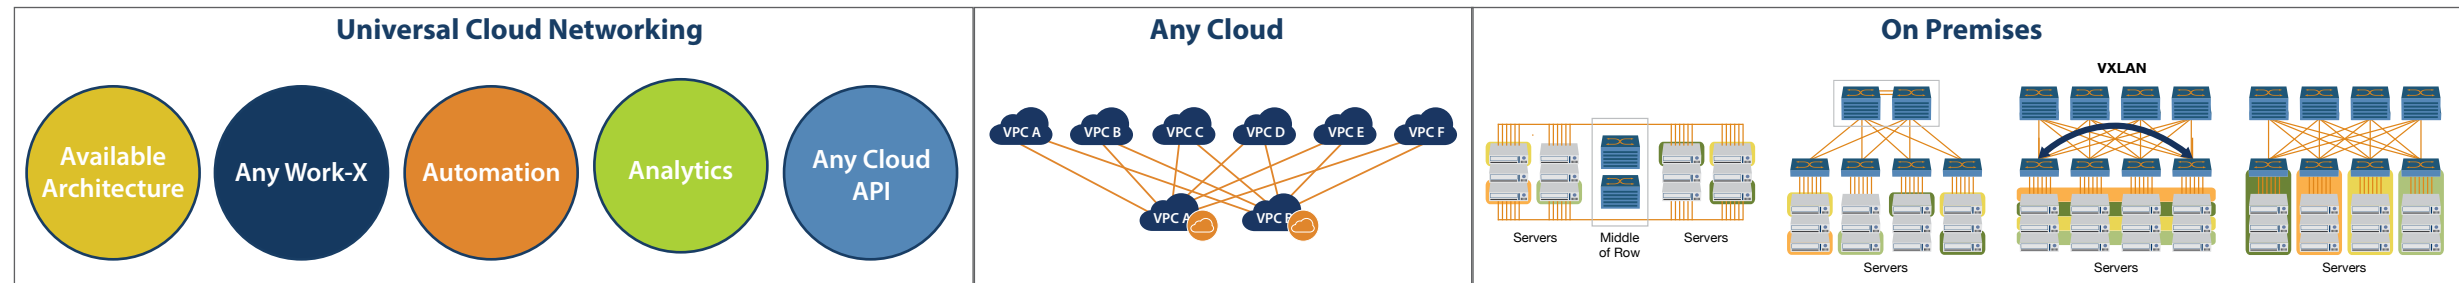 Universal Cloud Networking
Available
Architecture
Any Work-X
Automation
Analytics
Any Cloud
API
Any Cloud
VPC A
VPC B
VPC C
VPC D
VPC E
VPC F
VPC A
VPC B
On Premises
Servers
Middle
of Row
Servers
Servers
VXLAN
Servers
Servers